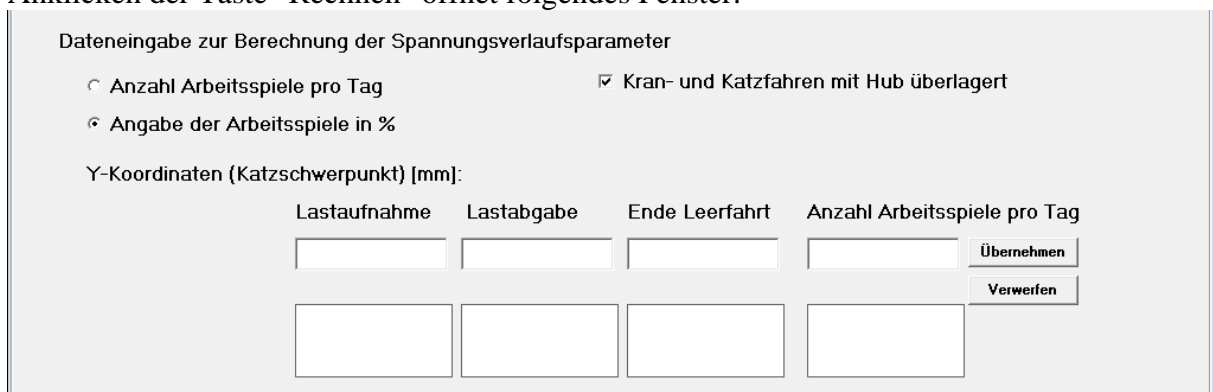 Anklicken der Taste "Rechnen" öffnet folgendes Fenster:
Dateneingabe zur Berechnung der Spannungsverlaufsparameter
Anzahl Arbeitsspiele pro Tag
Kran- und Katzfahren mit Hub überlagert
Angabe der Arbeitsspiele in %
Y-Koordinaten (Katzschwerpunkt) [mm]:
Lastaufnahme Lastabgabe Ende Leerfahrt Anzahl Arbeitsspiele pro Tag
Übernehmen
Verwerfen